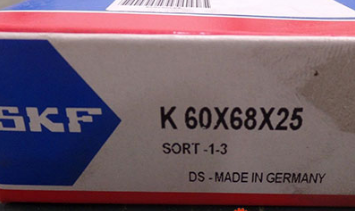 SKF
K 60X68X25
SORT -1-3
DS - MADE IN GERMANY